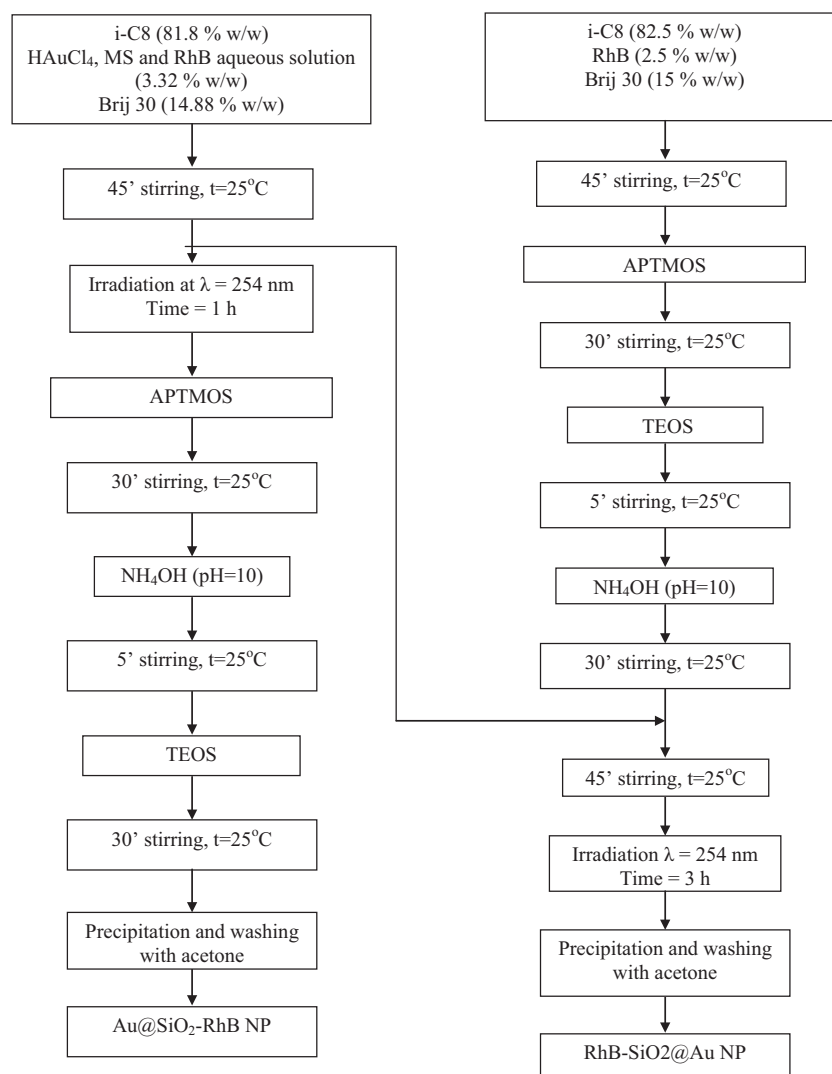 i-C8 (81.8 % w/w)
HAuCl₄, MS and RhB aqueous solution
(3.32 % w/w)
Brij 30 (14.88 % w/w)
45’ stirring, t=25°C
Irradiation at λ = 254 nm
Time = 1 h
APTMOS
30’ stirring, t=25°C
NH₄OH (pH=10)
5’ stirring, t=25°C
TEOS
30’ stirring, t=25°C
Precipitation and washing
with acetone
Au@SiO₂-RhB NP
i-C8 (82.5 % w/w)
RhB (2.5 % w/w)
Brij 30 (15 % w/w)
45’ stirring, t=25°C
APTMOS
30’ stirring, t=25°C
TEOS
5’ stirring, t=25°C
NH₄OH (pH=10)
30’ stirring, t=25°C
45’ stirring, t=25°C
Irradiation λ = 254 nm
Time = 3 h
Precipitation and washing
with acetone
RhB-SiO2@Au NP